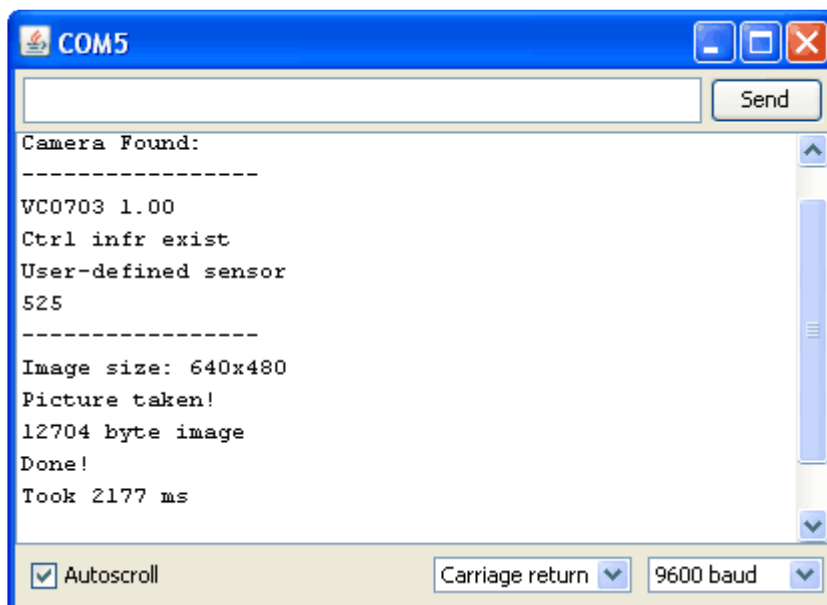 COM5
Send
Camera Found:
-----------------
VC0703 1.00
Ctrl infr exist
User-defined sensor
525
-----------------
Image size: 640x480
Picture taken!
12704 byte image
Done!
Took 2177 ms
Autoscroll
Carriage return
9600 baud